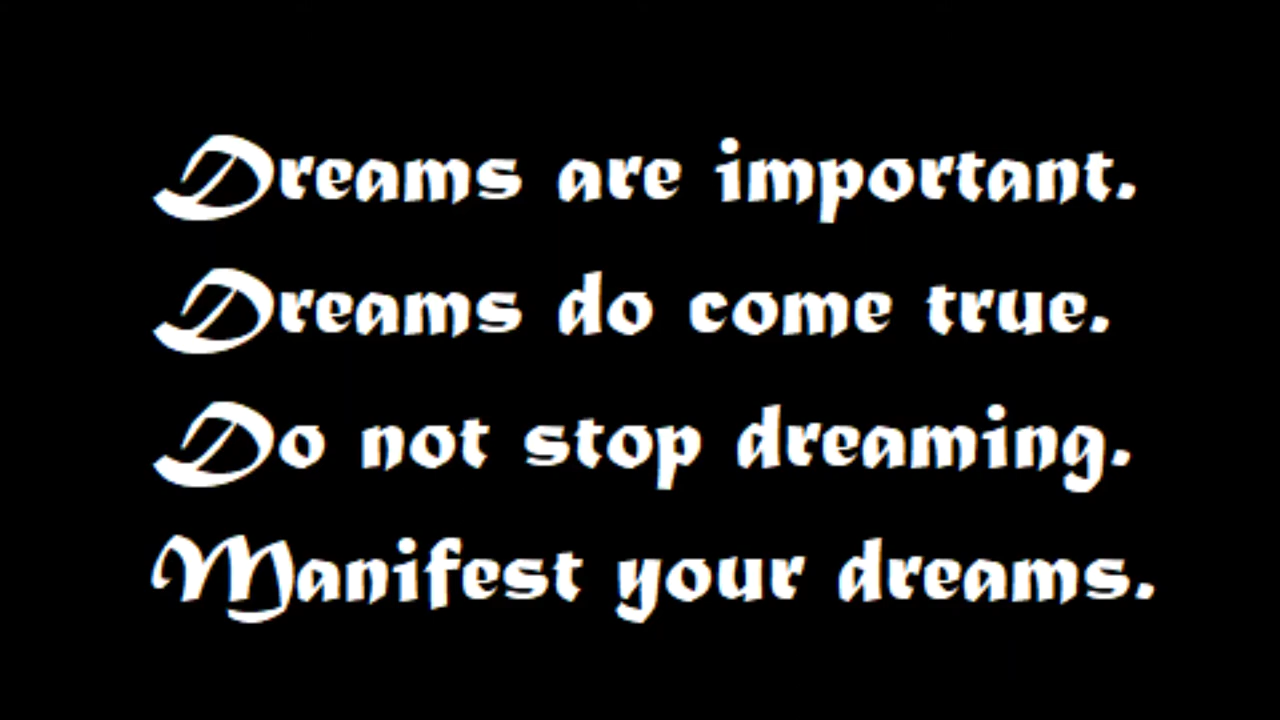 Dreams are important.
Dreams do come true.
Do not stop dreaming.
Manifest your dreams.